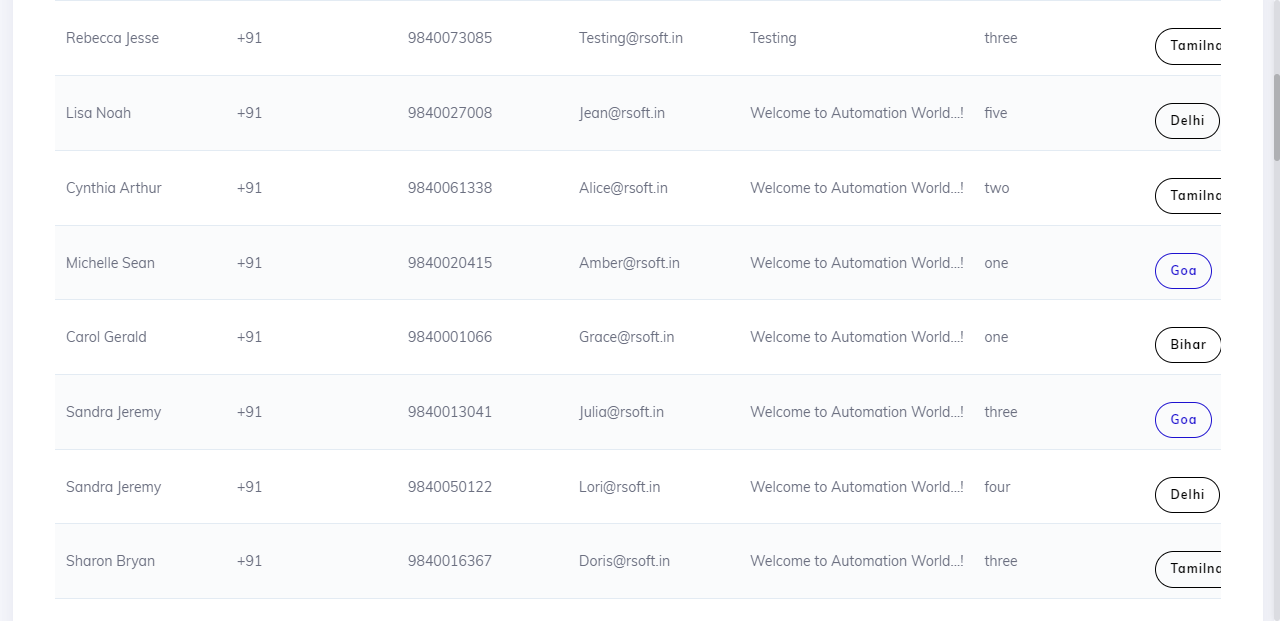 Rebecca Jesse +91 9840073085 Testing@rsoft.in Testing three Tamilna
Lisa Noah +91 9840027008 Jean@rsoft.in Welcome to Automation World...! five Delhi
Cynthia Arthur +91 9840061338 Alice@rsoft.in Welcome to Automation World...! two Tamilna
Michelle Sean +91 9840020415 Amber@rsoft.in Welcome to Automation World...! one Goa
Carol Gerald +91 9840001066 Grace@rsoft.in Welcome to Automation World...! one Bihar
Sandra Jeremy +91 9840013041 Julia@rsoft.in Welcome to Automation World...! three Goa
Sandra Jeremy +91 9840050122 Lori@rsoft.in Welcome to Automation World...! four Delhi
Sharon Bryan +91 9840016367 Doris@rsoft.in Welcome to Automation World...! three Tamilna